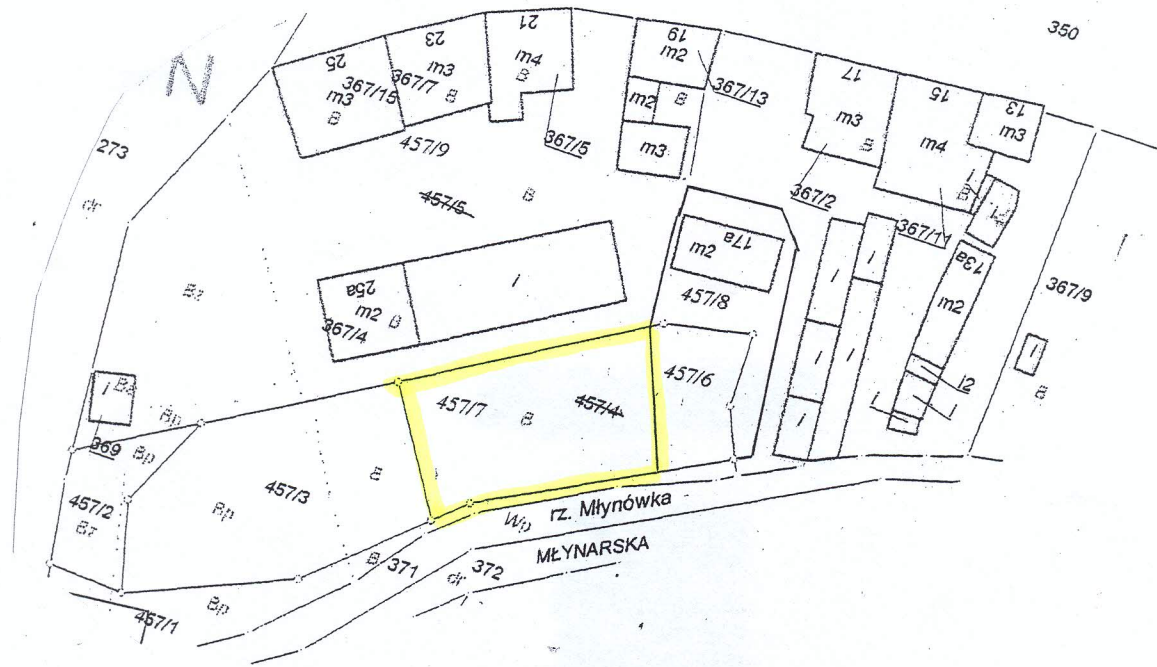 350
N
25
23
21
19
17
15
13
m3
367/15
B
367/7
m3
B
m4
B
m2
367/13
m2
B
m3
m3
B
m4
m3
273
dr
457/9
367/5
457/5
B
367/2
367/11
B
I
I
17a
m2
13a
m2
367/9
I
I
I
I
I
I
Bz
25a
m2
B
367/4
I
457/8
457/6
I
B
I2
I
I
I
Bz
369
Bp
Bp
457/7
B
457/4
457/2
Bz
457/3
Bp
B
Wp
rz. Młynówka
MŁYNARSKA
B
371
dr
372
Bp
457/1